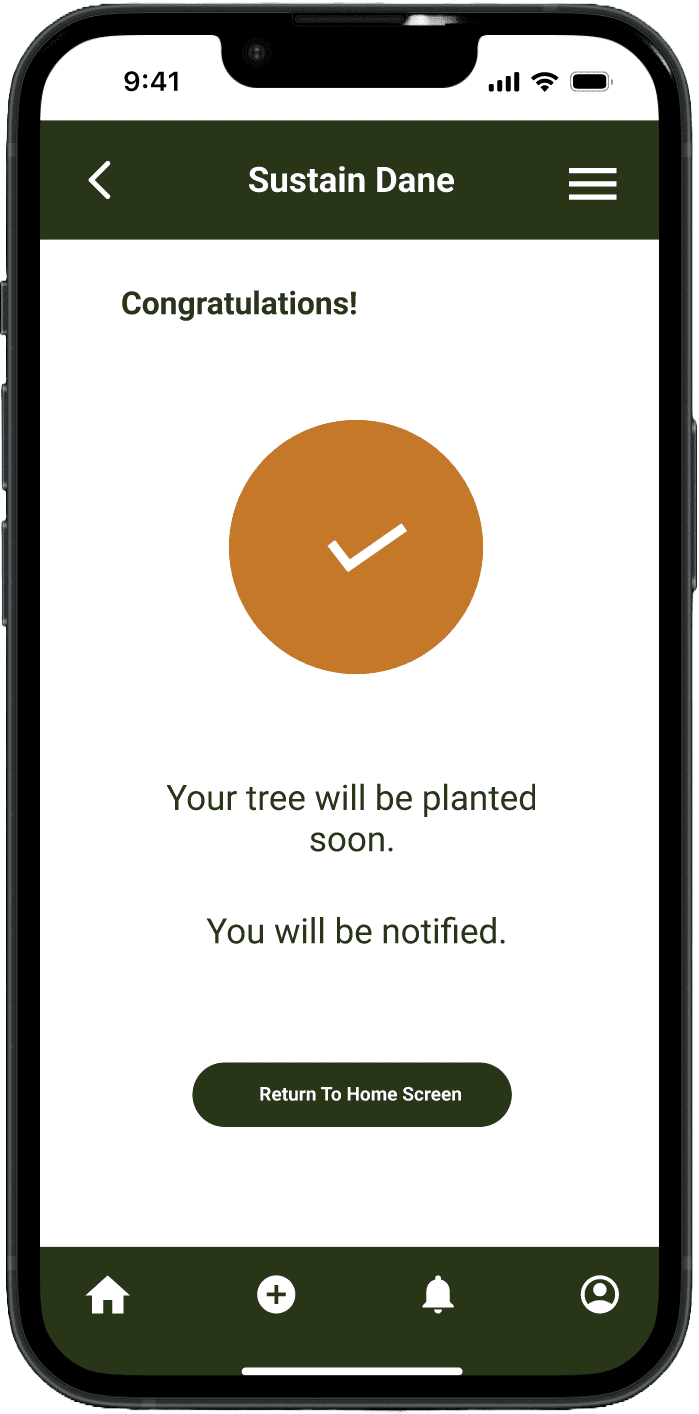 9:41
Sustain Dane
Congratulations!
Your tree will be planted
soon.
You will be notified.
Return To Home Screen